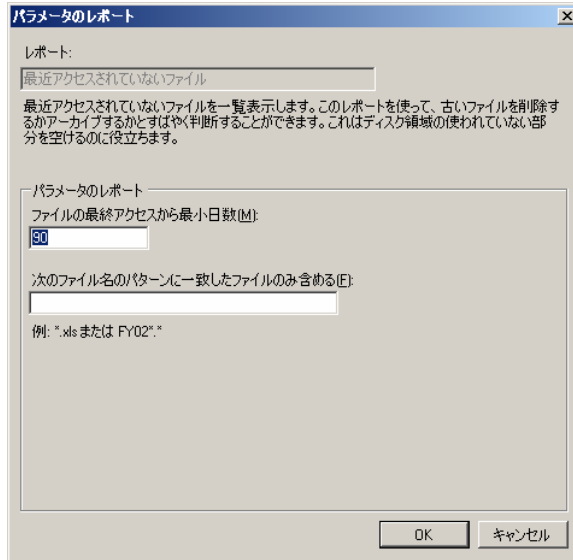 パラメータのレポート
レポート:
最近アクセスされていないファイル
最近アクセスされていないファイルを一覧表示します。このレポートを使って、古いファイルを削除す
るかアーカイブするかとすばやく判断することができます。これはディスク領域の使われていない部
分を空けるのに役立ちます。
パラメータのレポート
ファイルの最終アクセスから最小日数(M):
90
次のファイル名のパターンに一致したファイルのみ含める(F):
例: *.xls または FY02*.*
OK
キャンセル